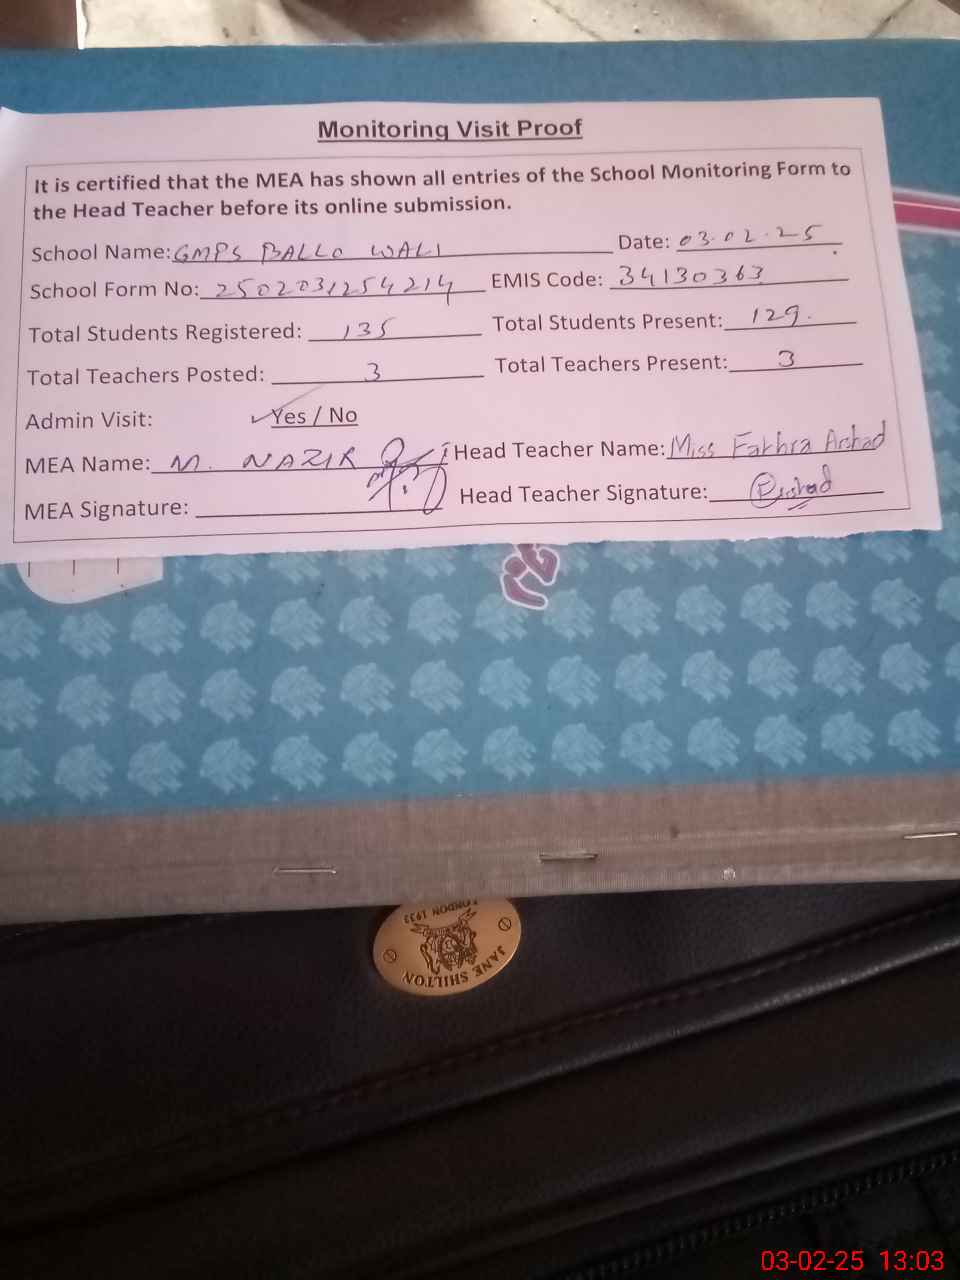 Monitoring Visit Proof
It is certified that the MEA has shown all entries of the School Monitoring Form to
the Head Teacher before its online submission.
School Name: GMPS BALLO WALI Date: 03.02.25
School Form No: 2502031254214 EMIS Code: 34130363
Total Students Registered: 135 Total Students Present: 129.
Total Teachers Posted: 3 Total Teachers Present: 3
Admin Visit: ✓Yes / No
MEA Name: M. NAZIR Head Teacher Name: Miss Fakhra Arshad
MEA Signature: Head Teacher Signature:
LONDON 1933
JANE SHILTON
03-02-25 13:03